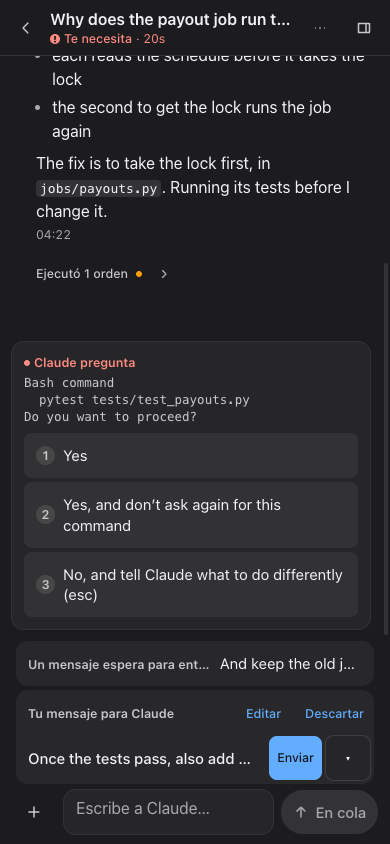 Why does the payout job run t...
Te necesita · 20s
each reads the schedule before it takes the
lock
the second to get the lock runs the job
again
The fix is to take the lock first, in
jobs/payouts.py. Running its tests before I
change it.
04:22
Ejecutó 1 orden
Claude pregunta
Bash command
pytest tests/test_payouts.py
Do you want to proceed?
1 Yes
2 Yes, and don't ask again for this
command
3 No, and tell Claude what to do differently
(esc)
Un mensaje espera para ent... And keep the old j...
Tu mensaje para Claude Editar Descartar
Once the tests pass, also add ... Enviar
Escribe a Claude... En cola